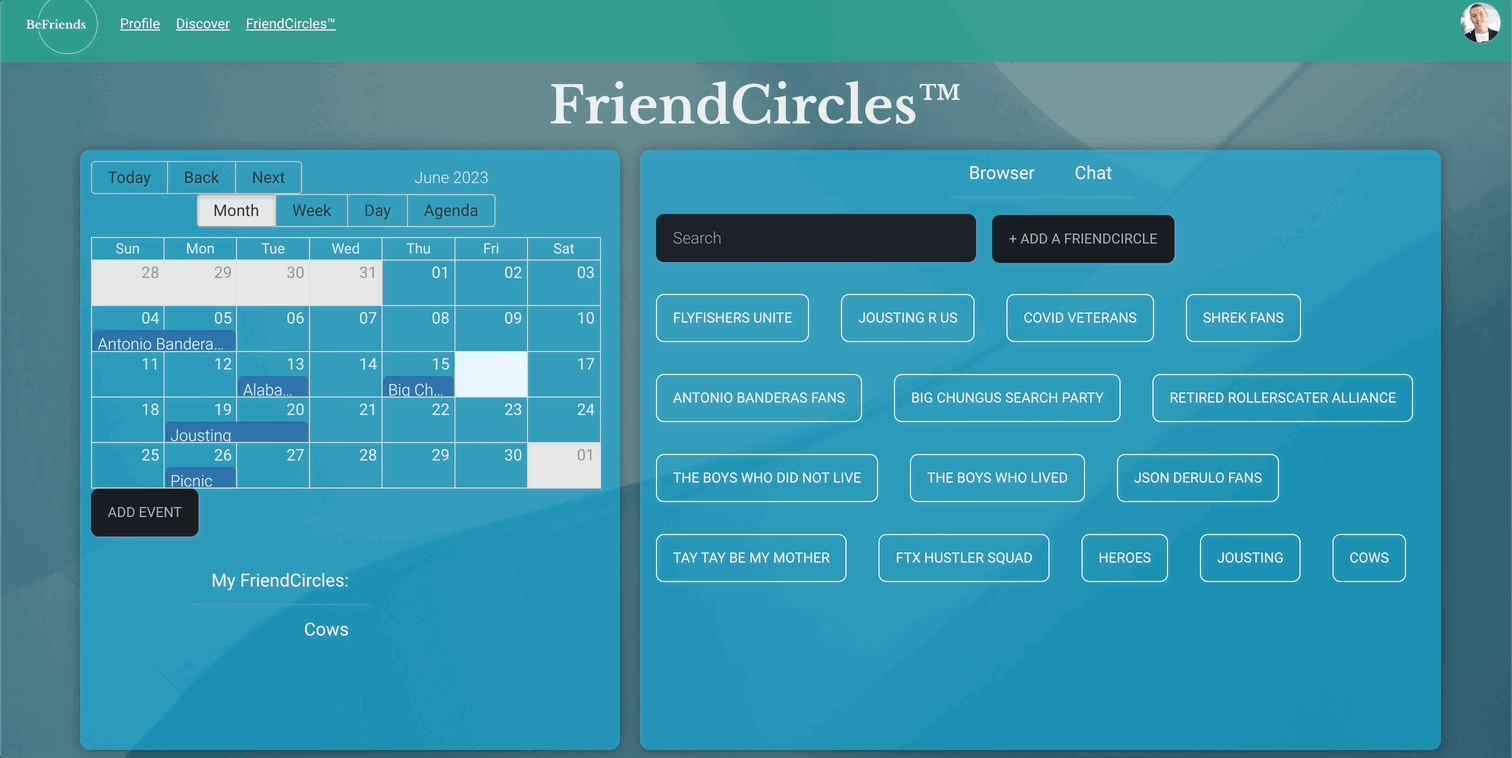 BeFriends Profile Discover FriendCircles™
FriendCircles™
Today Back Next June 2023
Month Week Day Agenda
Sun Mon Tue Wed Thu Fri Sat
28 29 30 31 01 02 03
04 05 06 07 08 09 10
Antonio Bandera...
11 12 13 14 15 16 17
Alaba... Big Ch...
18 19 20 21 22 23 24
Jousting
25 26 27 28 29 30 01
Picnic
ADD EVENT
My FriendCircles:
Cows
Browser Chat
Search + ADD A FRIENDCIRCLE
FLYFISHERS UNITE JOUSTING R US COVID VETERANS SHREK FANS
ANTONIO BANDERAS FANS BIG CHUNGUS SEARCH PARTY RETIRED ROLLERSCATER ALLIANCE
THE BOYS WHO DID NOT LIVE THE BOYS WHO LIVED JSON DERULO FANS
TAY TAY BE MY MOTHER FTX HUSTLER SQUAD HEROES JOUSTING COWS